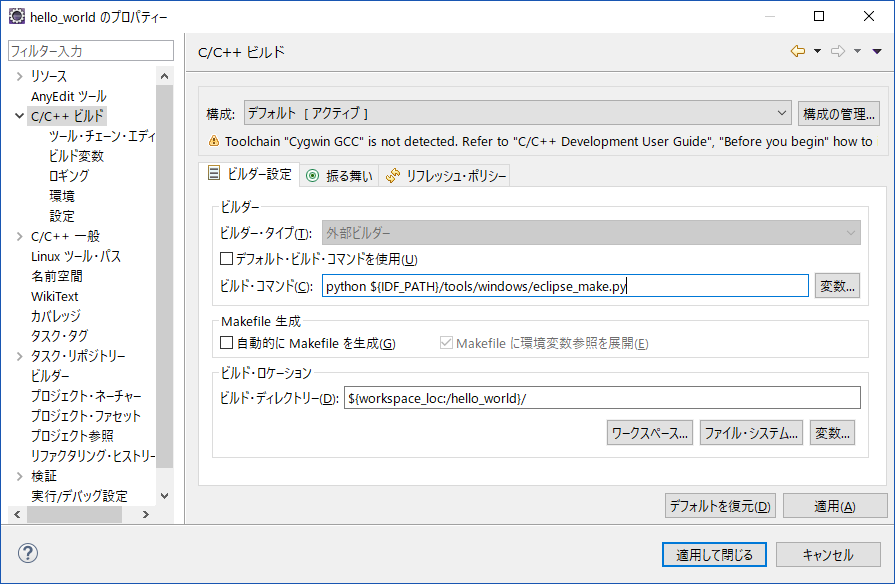 hello_world のプロパティー
フィルター入力
リソース
AnyEdit ツール
C/C++ ビルド
ツール・チェーン・エディ
ビルド変数
ロギング
環境
設定
C/C++ 一般
Linux ツール・パス
名前空間
WikiText
カバレッジ
タスク・タグ
タスク・リポジトリー
ビルダー
プロジェクト・ネーチャー
プロジェクト・ファセット
プロジェクト参照
リファクタリング・ヒストリー
検証
実行/デバッグ設定
C/C++ ビルド
構成: デフォルト [ アクティブ ] 構成の管理...
Toolchain "Cygwin GCC" is not detected. Refer to "C/C++ Development User Guide", "Before you begin" how to
ビルダー設定 振る舞い リフレッシュ・ポリシー
ビルダー
ビルダー・タイプ(T): 外部ビルダー
デフォルト・ビルド・コマンドを使用(U)
ビルド・コマンド(C): python ${IDF_PATH}/tools/windows/eclipse_make.py 変数...
Makefile 生成
自動的に Makefile を生成(G) Makefile に環境変数参照を展開(E)
ビルド・ロケーション
ビルド・ディレクトリー(D): ${workspace_loc:/hello_world}/
ワークスペース... ファイル・システム... 変数...
デフォルトを復元(D) 適用(A)
? 適用して閉じる キャンセル